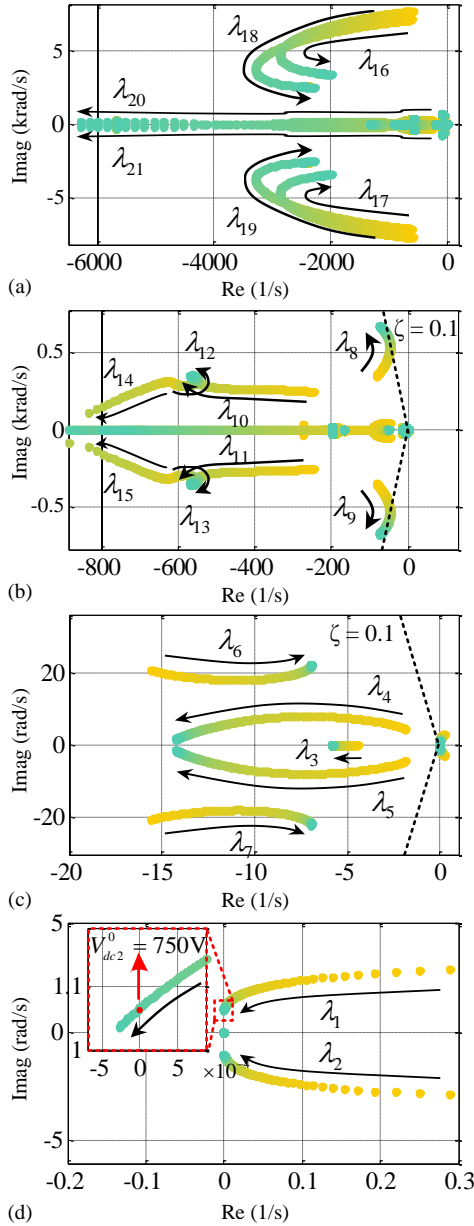 5
0
-5
Imag (krad/s)
λ18
λ16
λ20
λ21
λ17
λ19
-6000
-4000
-2000
0
(a)
Re (1/s)
0.5
0
-0.5
Imag (krad/s)
λ12
λ14
λ10
λ11
λ15
λ13
λ8
ζ = 0.1
λ9
-800
-600
-400
-200
0
(b)
Re (1/s)
20
0
-20
Imag (rad/s)
λ6
ζ = 0.1
λ4
λ3
λ5
λ7
-20
-15
-10
-5
0
(c)
Re (1/s)
5
0
-5
Imag (rad/s)
V⁰dc2 = 750V
1.1
1
-5
0
5
λ1
λ2
-0.2
-0.1
0
0.1
0.2
0.3
(d)
Re (1/s)